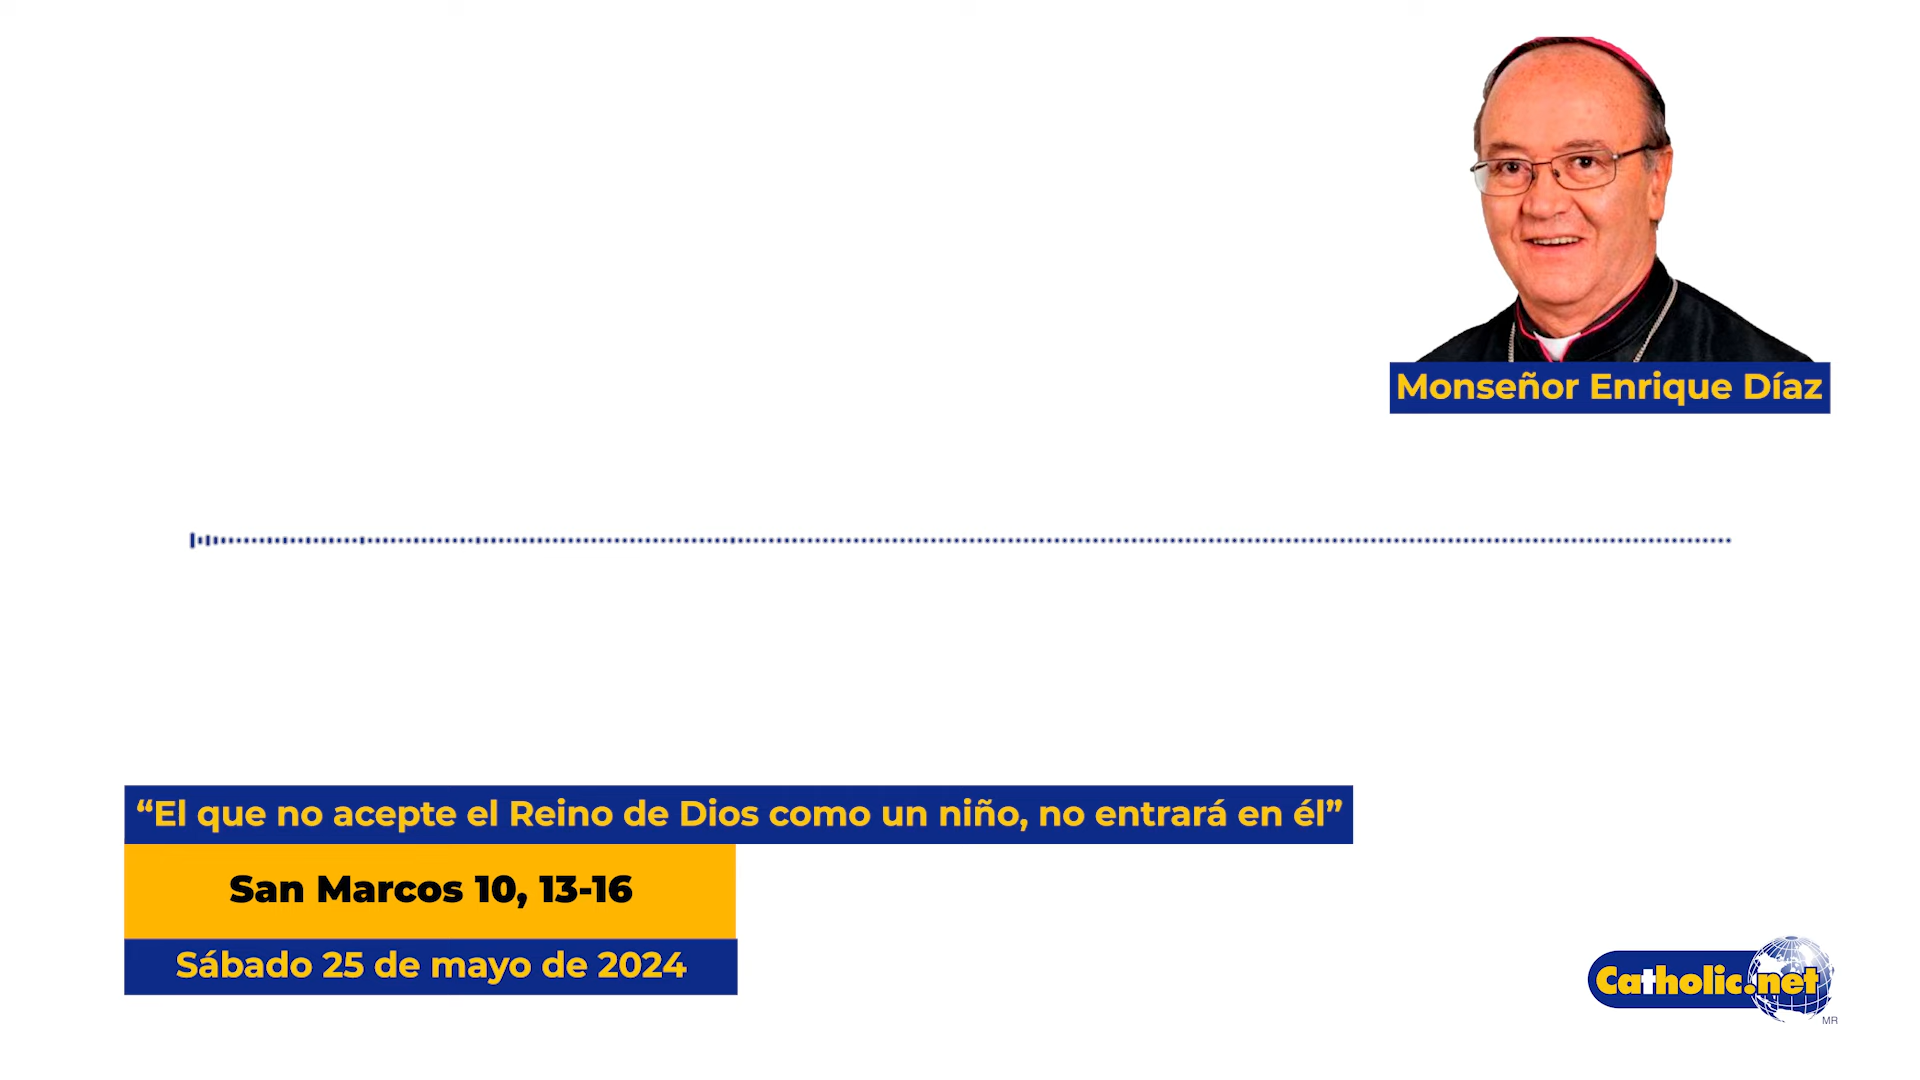 Monseñor Enrique Díaz
“El que no acepte el Reino de Dios como un niño, no entrará en él”
San Marcos 10, 13-16
Sábado 25 de mayo de 2024
Catholic.net
MR